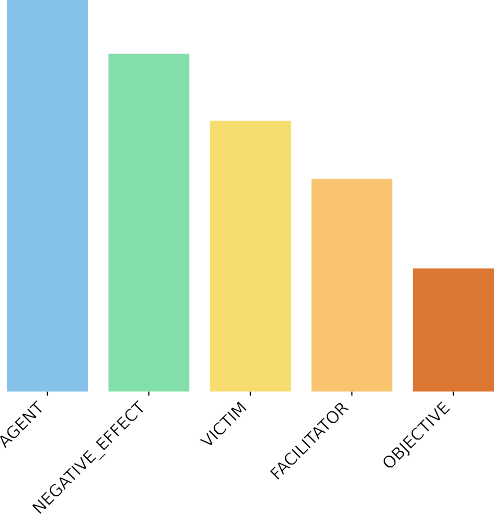 AGENT
NEGATIVE_EFFECT
VICTIM
FACILITATOR
OBJECTIVE